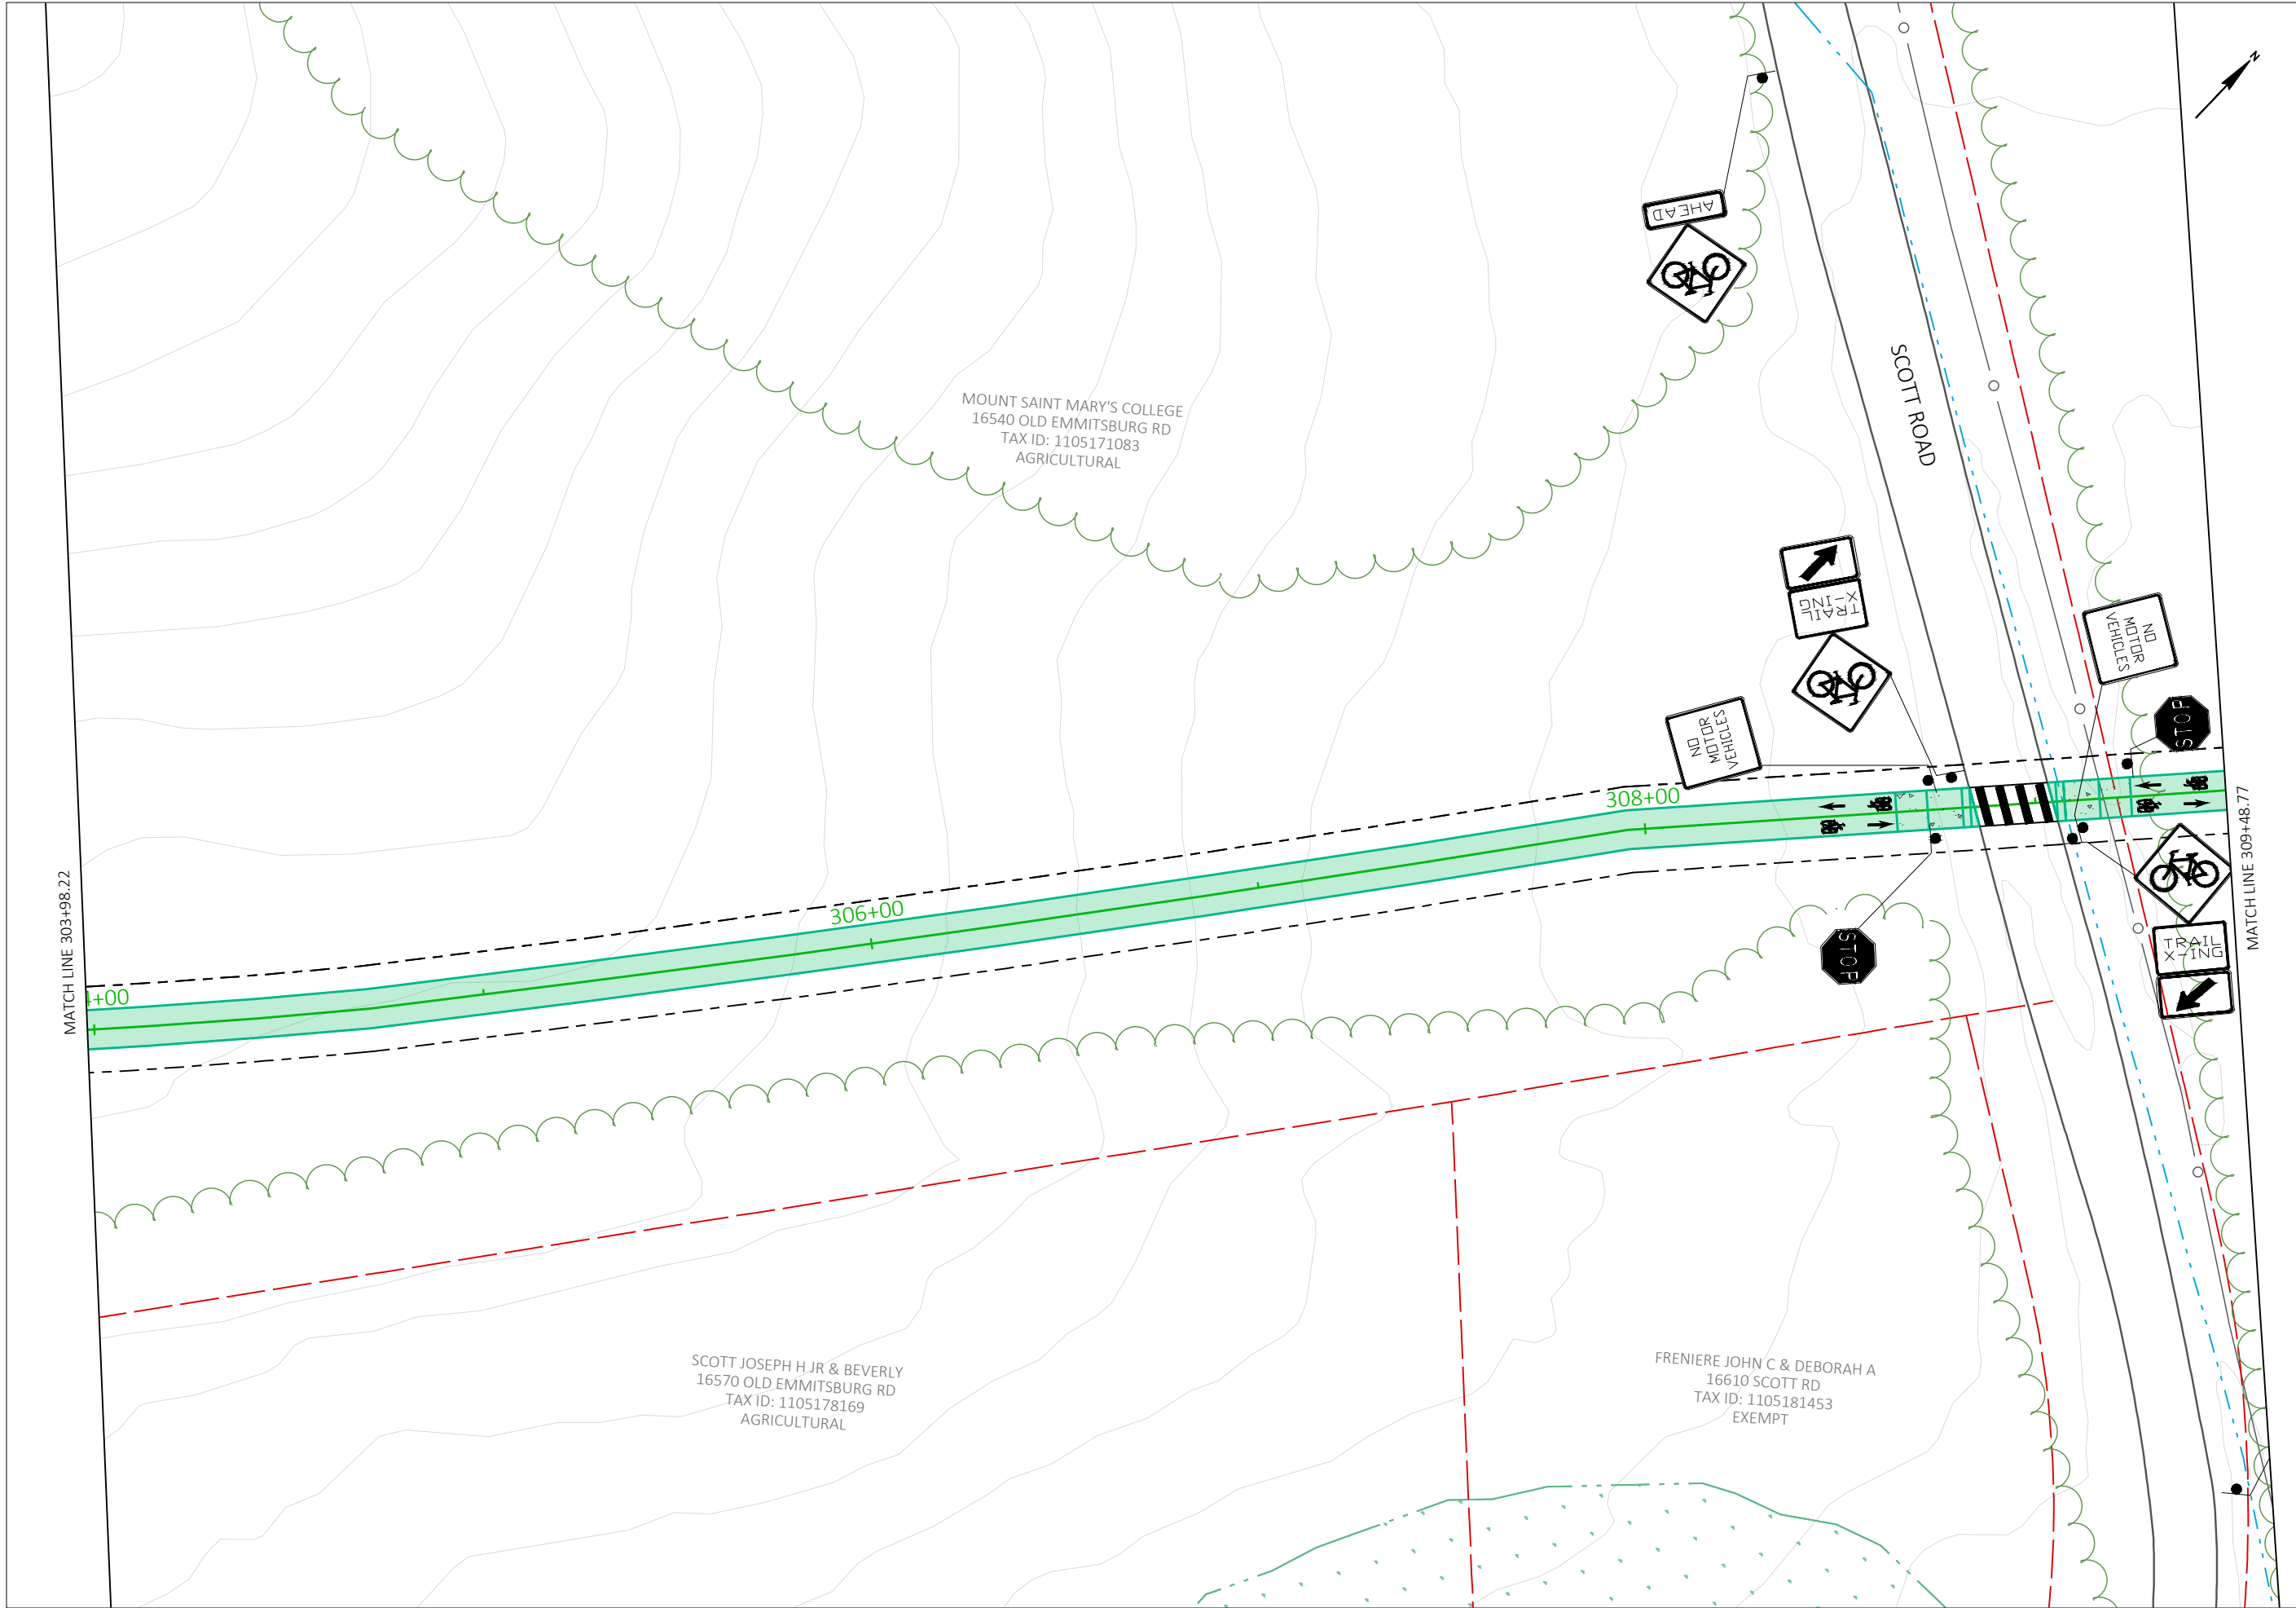 N
AHEAD
SCOTT ROAD
MOUNT SAINT MARY'S COLLEGE
16540 OLD EMMITSBURG RD
TAX ID: 1105171083
AGRICULTURAL
TRAIL
X-ING
NO
MOTOR
VEHICLES
NO
MOTOR
VEHICLES
STOP
308+00
306+00
+00
MATCH LINE 303+98.22
MATCH LINE 309+48.77
STOP
TRAIL
X-ING
SCOTT JOSEPH H JR & BEVERLY
16570 OLD EMMITSBURG RD
TAX ID: 1105178169
AGRICULTURAL
FRENIERE JOHN C & DEBORAH A
16610 SCOTT RD
TAX ID: 1105181453
EXEMPT